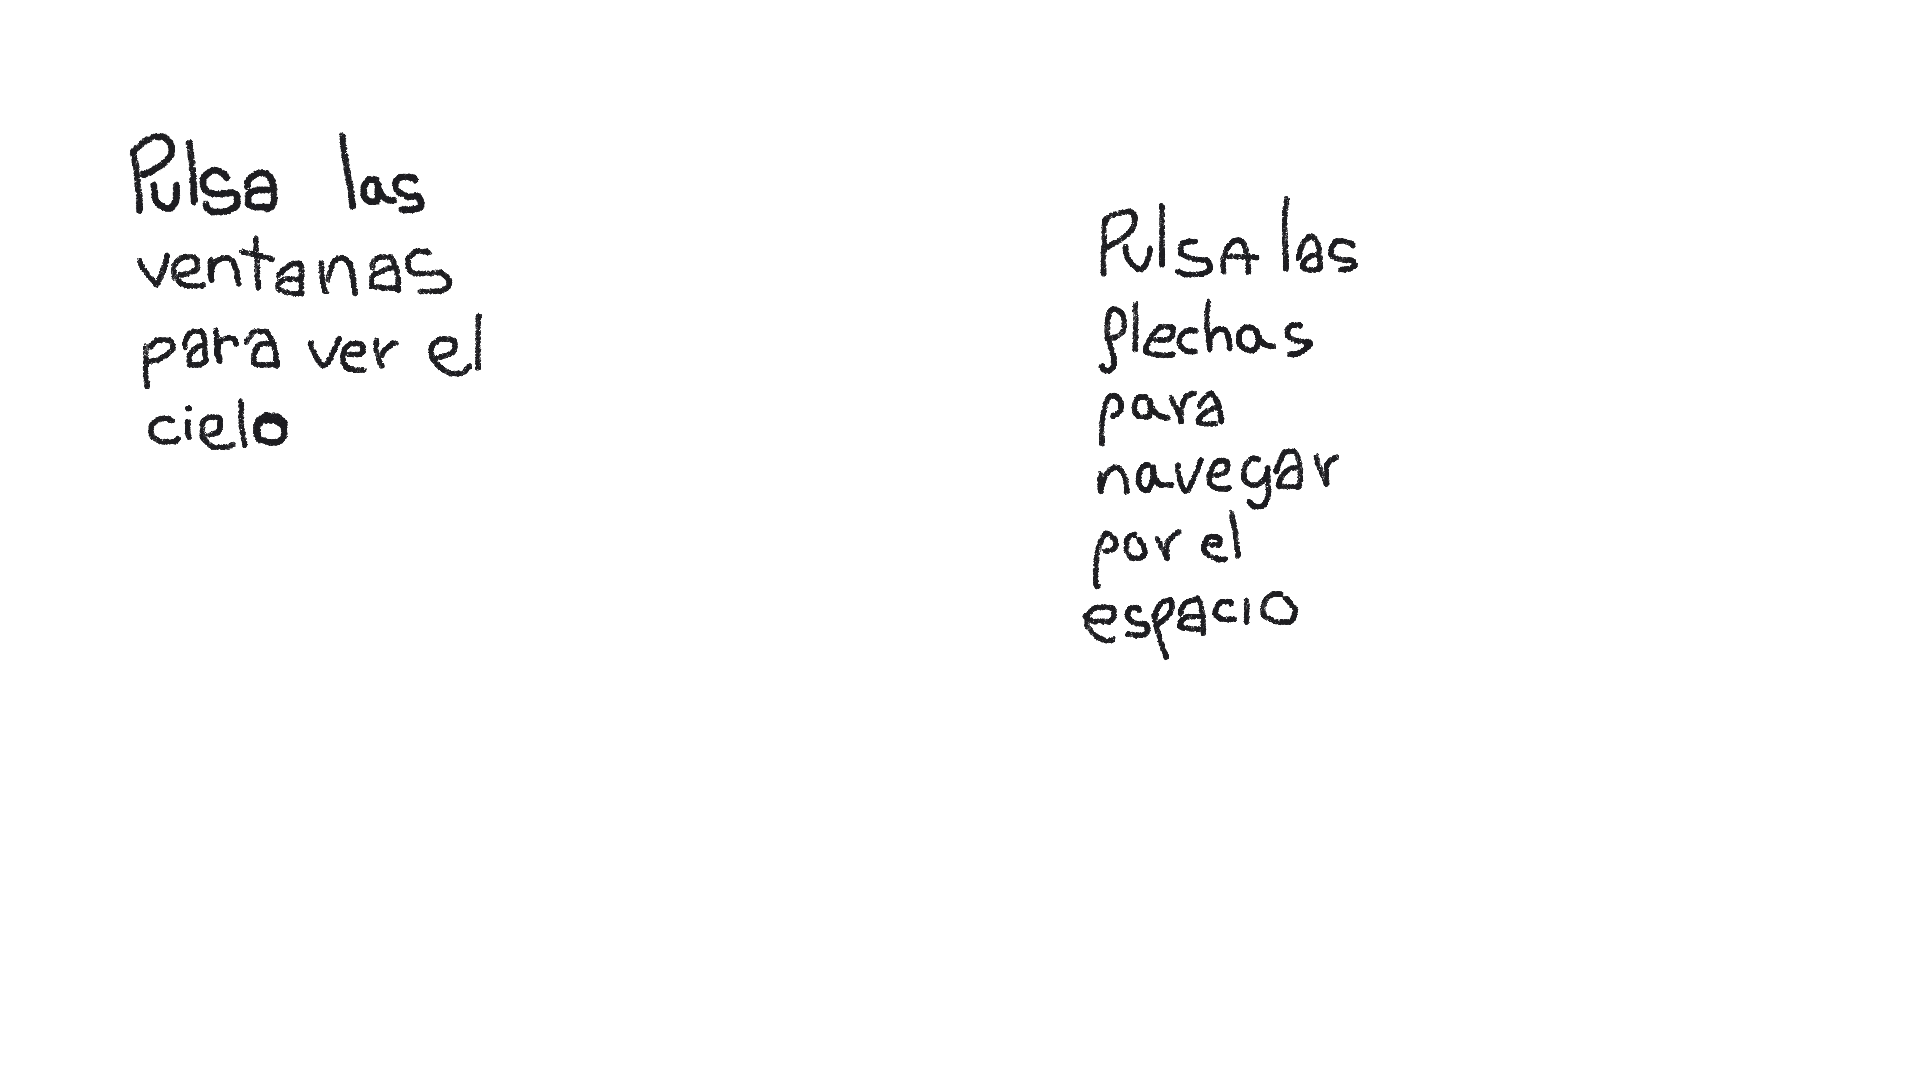 Pulsa las
ventanas
para ver el
cielo
Pulsa las
flechas
para
navegar
por el
espacio